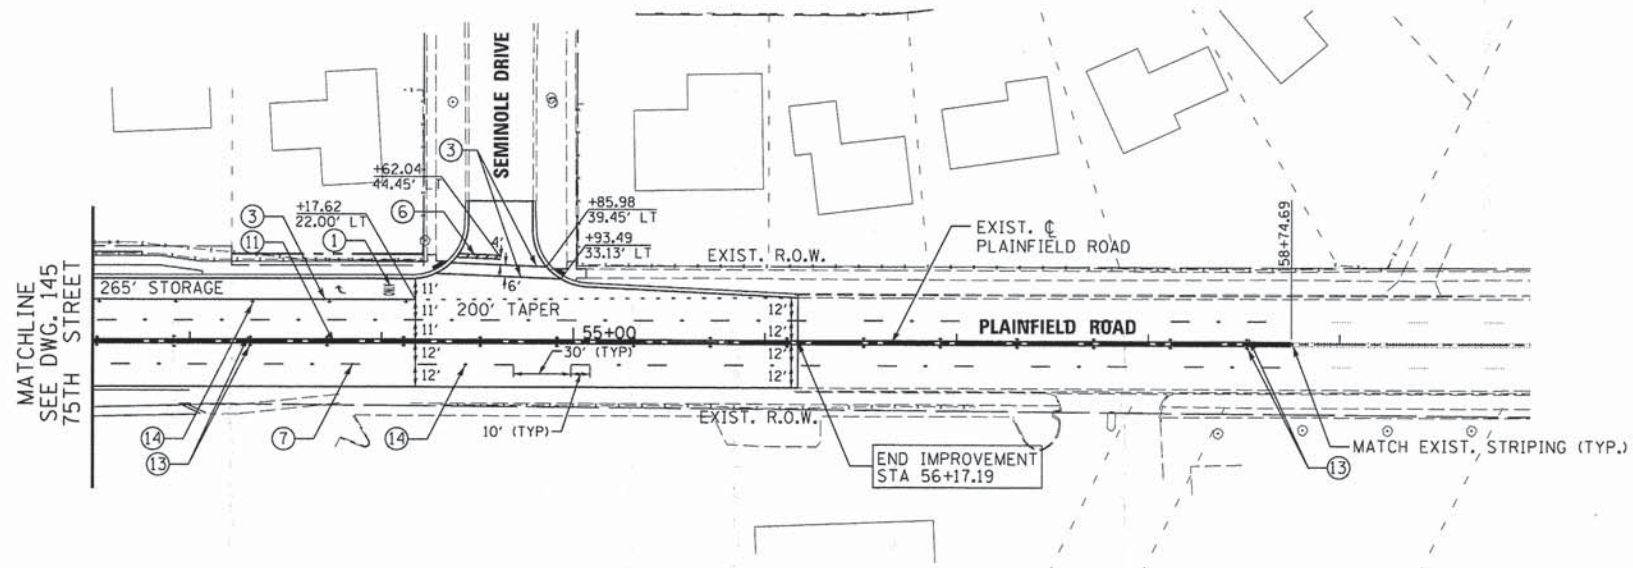 MATCHLINE
SEE DWG. 145
75TH STREET
SEMINOLE DRIVE
3
+62.04
44.45' LT
6
+17.62
22.00' LT
3
11
1
+85.98
39.45' LT
+93.49
33.13' LT
EXIST. R.O.W.
EXIST. ℄
PLAINFIELD ROAD
58+74.69
265' STORAGE
4'
6'
11'
11'
11'
12'
12'
200' TAPER
55+00
30' (TYP)
10' (TYP)
12'
12'
12'
12'
PLAINFIELD ROAD
EXIST. R.O.W.
14
13
7
14
END IMPROVEMENT
STA 56+17.19
MATCH EXIST. STRIPING (TYP.)
13